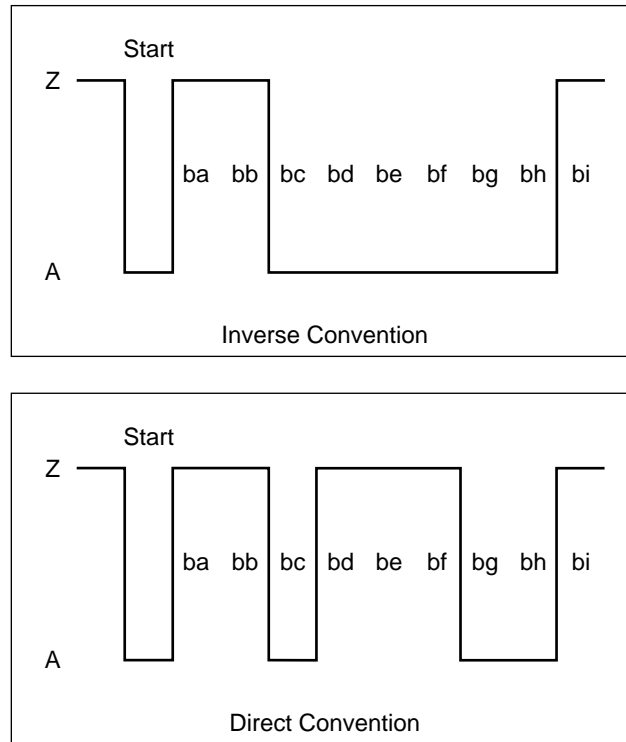 Start
Z
ba bb bc bd be bf bg bh bi
A
Inverse Convention
Start
Z
ba bb bc bd be bf bg bh bi
A
Direct Convention